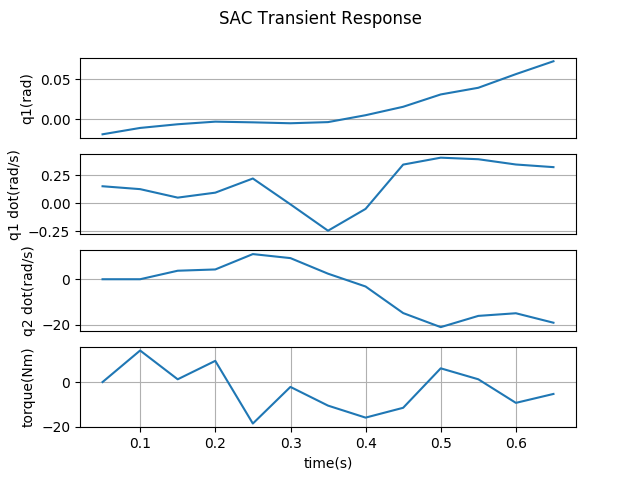 SAC Transient Response
q1(rad)
0.05
0.00
q1 dot(rad/s)
0.25
0.00
−0.25
q2 dot(rad/s)
0
−20
torque(Nm)
0
−20
0.1 0.2 0.3 0.4 0.5 0.6
time(s)